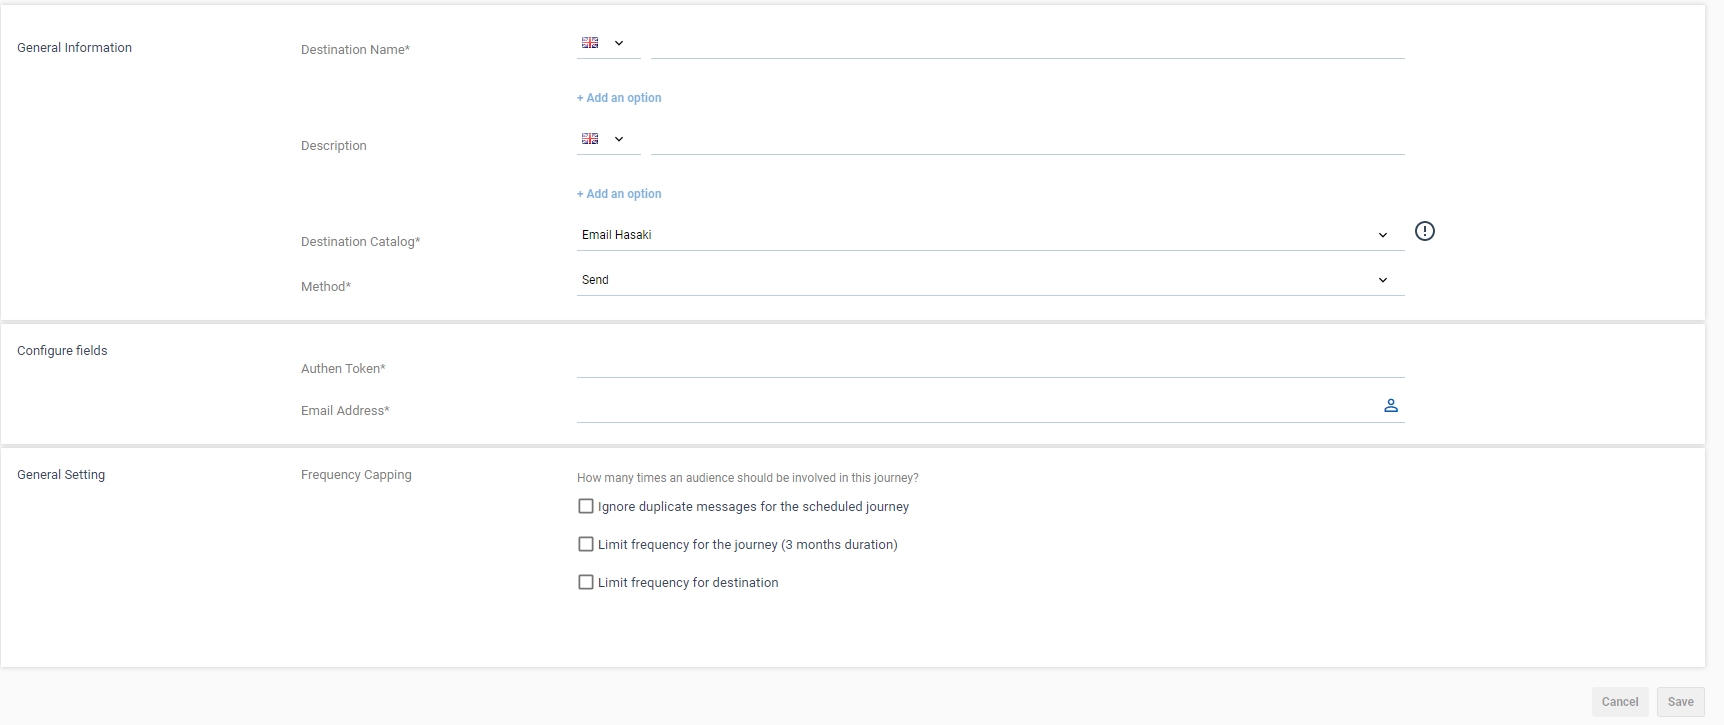 General Information
Destination Name*
+ Add an option
Description
+ Add an option
Destination Catalog*
Email Hasaki
Method*
Send
Configure fields
Authen Token*
Email Address*
General Setting
Frequency Capping
How many times an audience should be involved in this journey?
Ignore duplicate messages for the scheduled journey
Limit frequency for the journey (3 months duration)
Limit frequency for destination
Cancel
Save